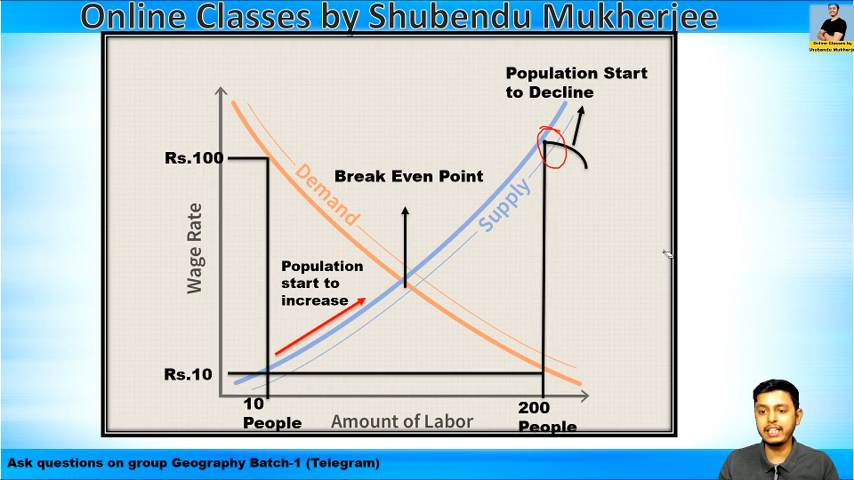 Online Classes by Shubendu Mukherjee
Online Classes by
Shubendu Mukherjee
Population Start
to Decline
Rs.100
Break Even Point
Demand
Supply
Wage Rate
Population
start to
increase
Rs.10
10
People
Amount of Labor
200
People
Ask questions on group Geography Batch-1 (Telegram)